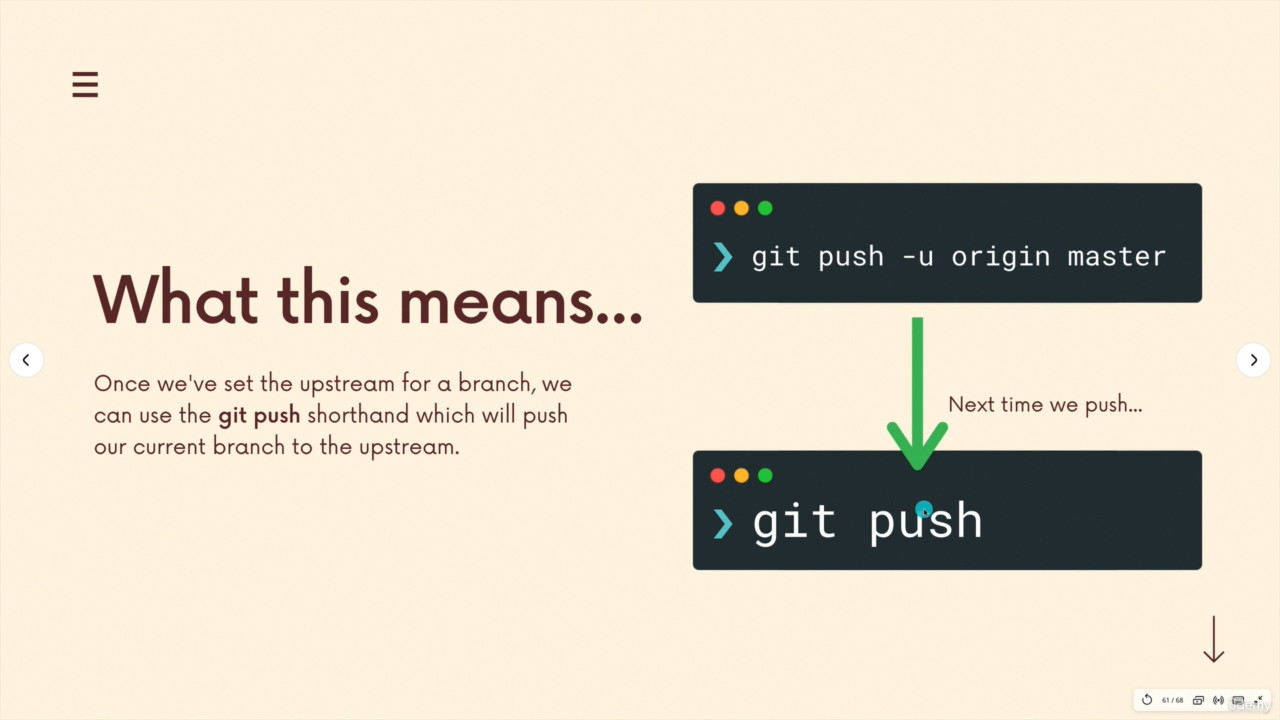 What this means...
Once we've set the upstream for a branch, we
can use the git push shorthand which will push
our current branch to the upstream.
❯ git push -u origin master
Next time we push...
❯ git push
61 / 68
udemy